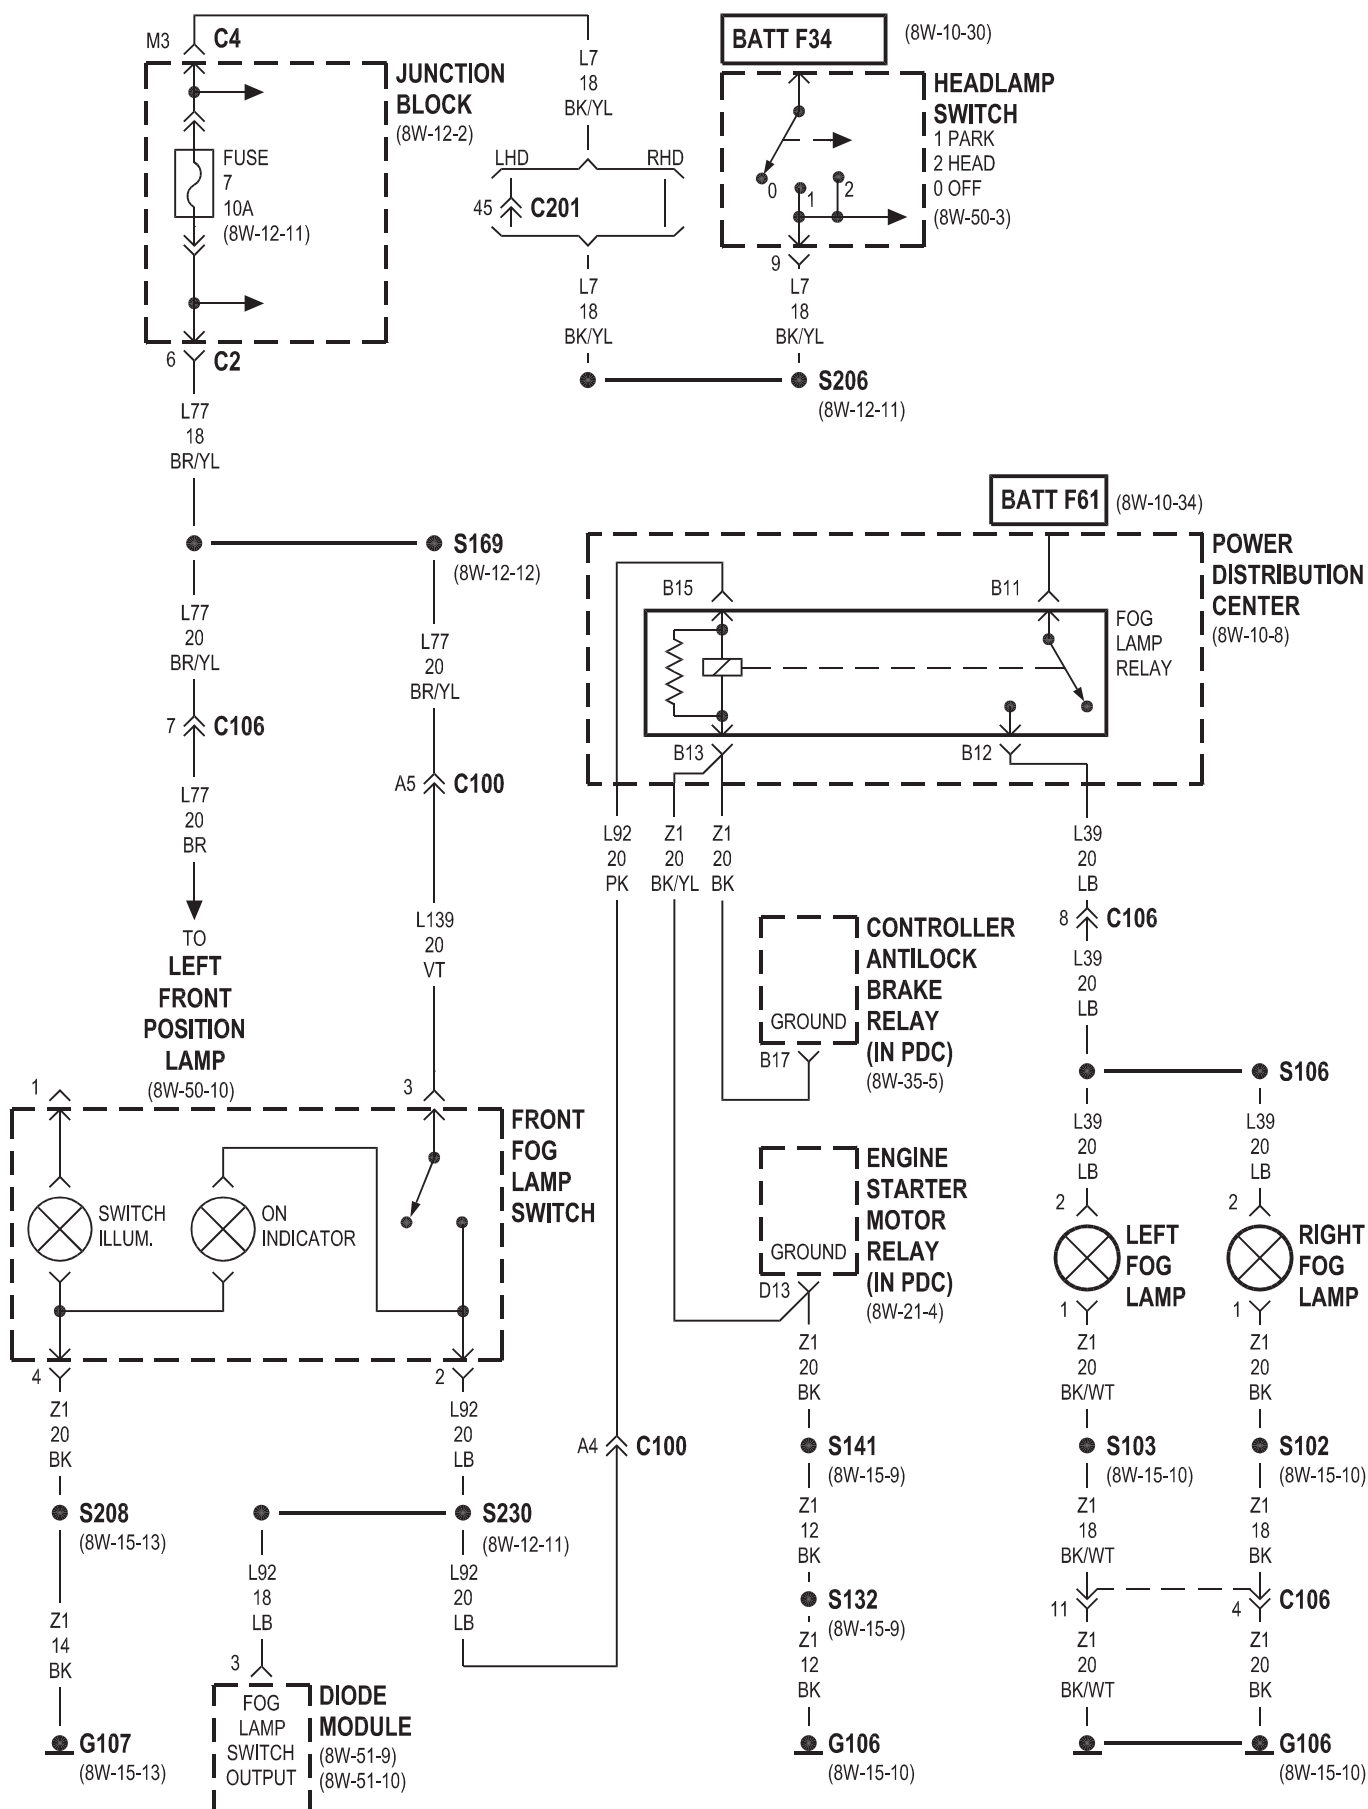 M3
C4
JUNCTION
BLOCK
(8W-12-2)
FUSE
7
10A
(8W-12-11)
6
C2
L7
18
BK/YL
LHD
RHD
45
C201
L7
18
BK/YL
BATT F34
(8W-10-30)
HEADLAMP
SWITCH
1 PARK
2 HEAD
0 OFF
(8W-50-3)
0
1
2
9
L7
18
BK/YL
S206
(8W-12-11)
L77
18
BR/YL
S169
(8W-12-12)
L77
20
BR/YL
7
C106
L77
20
BR
TO
LEFT
FRONT
POSITION
LAMP
(8W-50-10)
L77
20
BR/YL
A5
C100
L139
20
VT
BATT F61
(8W-10-34)
POWER
DISTRIBUTION
CENTER
(8W-10-8)
B15
B11
FOG
LAMP
RELAY
B13
B12
L92
20
PK
Z1
20
BK/YL
Z1
20
BK
L39
20
LB
8
C106
L39
20
LB
CONTROLLER
ANTILOCK
BRAKE
RELAY
(IN PDC)
(8W-35-5)
GROUND
B17
S106
1
3
FRONT
FOG
LAMP
SWITCH
SWITCH
ILLUM.
ON
INDICATOR
4
2
ENGINE
STARTER
MOTOR
RELAY
(IN PDC)
(8W-21-4)
GROUND
D13
L39
20
LB
L39
20
LB
2
2
LEFT
FOG
LAMP
RIGHT
FOG
LAMP
1
1
Z1
20
BK
L92
20
LB
A4
C100
Z1
20
BK
Z1
20
BK/WT
Z1
20
BK
S208
(8W-15-13)
S230
(8W-12-11)
S141
(8W-15-9)
S103
(8W-15-10)
S102
(8W-15-10)
L92
18
LB
L92
20
LB
Z1
12
BK
Z1
18
BK/WT
Z1
18
BK
Z1
14
BK
S132
(8W-15-9)
11
4
C106
Z1
12
BK
Z1
20
BK/WT
Z1
20
BK
3
FOG
LAMP
SWITCH
OUTPUT
DIODE
MODULE
(8W-51-9)
(8W-51-10)
G107
(8W-15-13)
G106
(8W-15-10)
G106
(8W-15-10)